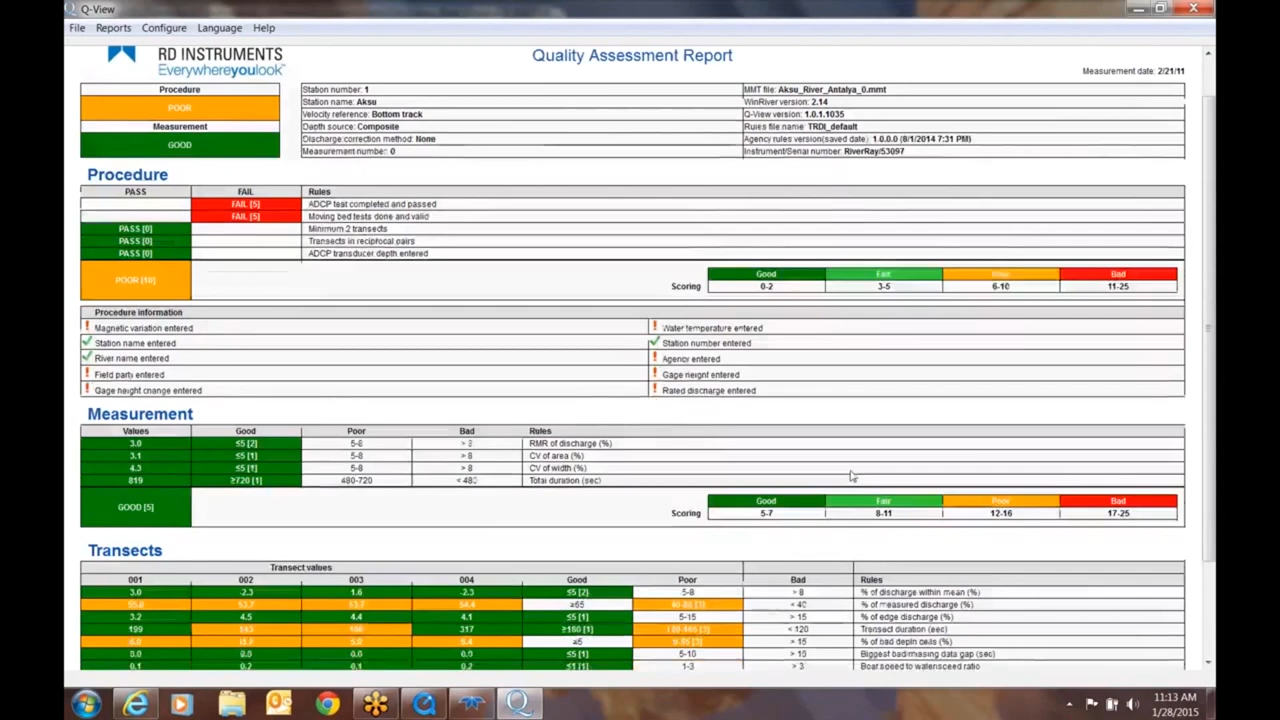 Q-View
File Reports Configure Language Help
RD INSTRUMENTS
Everywhereyoulook
Quality Assessment Report
Measurement date: 2/21/11
Procedure
POOR
Measurement
GOOD
Station number: 1
Station name: Aksu
Velocity reference: Bottom track
Depth source: Composite
Discharge correction method: None
Measurement number: 0
MMT file: Aksu_River_Antalya_0.mmt
WinRiver version: 2.14
Q-View version: 1.0.1.1035
Rules file name: TRDI_default
Agency rules version(saved date) 1.0.0.0 (8/1/2014 7:31 PM)
Instrument/Serial number: RiverRay/53097
Procedure
PASS FAIL Rules
FAIL [5] ADCP test completed and passed
FAIL [5] Moving bed tests done and valid
PASS [0] Minimum 2 transects
PASS [0] Transects in reciprocal pairs
PASS [0] ADCP transducer depth entered
POOR [10]
Good Fair Bad
Scoring 0-2 3-5 6-10 11-25
Procedure information
Magnetic variation entered Water temperature entered
Station name entered Station number entered
River name entered Agency entered
Field party entered Gage height entered
Gage height change entered Rated discharge entered
Measurement
Values Good Poor Bad Rules
3.0 ≤5 [2] 5-8 > 8 RMR of discharge (%)
3.1 ≤5 [1] 5-8 > 8 CV of area (%)
4.3 ≤5 [1] 5-8 > 8 CV of width (%)
819 ≥720 [1] 480-720 < 480 Total duration (sec)
GOOD [5]
Good Fair Poor Bad
Scoring 5-7 8-11 12-16 17-25
Transects
Transect values
001 002 003 004 Good Poor Bad Rules
3.0 -2.3 1.6 -2.3 ≤5 [2] 5-8 > 8 % of discharge within mean (%)
53.7 54.4 ≥65 < 40 % of measured discharge (%)
3.2 4.5 4.4 4.1 ≤5 [1] 5-15 > 15 % of edge discharge (%)
199 317 ≥180 [1] < 120 Transect duration (sec)
≤5 > 15 % of bad depth cells (%)
0.0 0.0 0.0 0.0 ≤5 [1] 5-10 > 10 Biggest bad/missing data gap (sec)
0.1 0.2 0.1 0.2 ≤1 [1] 1-3 > 3 Boat speed to water speed ratio
11:13 AM
1/28/2015